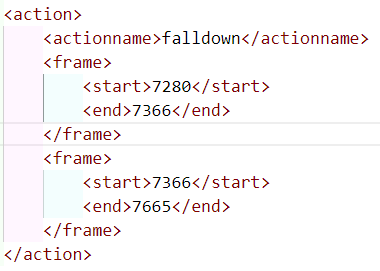 <action>
<actionname>falldown</actionname>
<frame>
<start>7280</start>
<end>7366</end>
</frame>
<frame>
<start>7366</start>
<end>7665</end>
</frame>
</action>